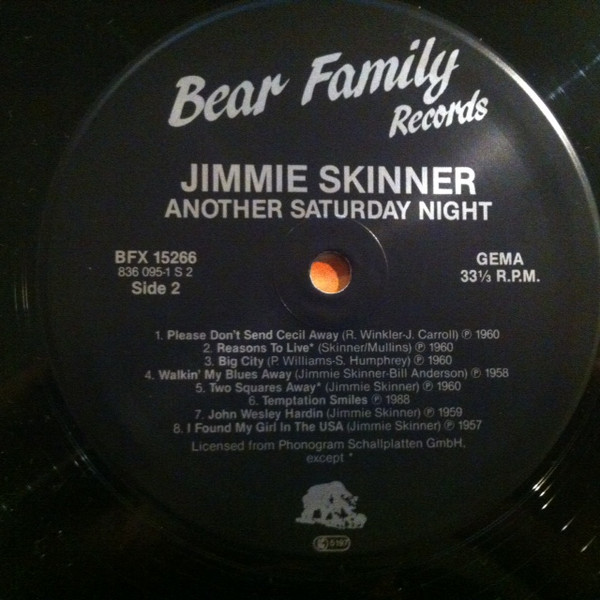 Bear Family
Records
JIMMIE SKINNER
ANOTHER SATURDAY NIGHT
BFX 15266
836 095-1 S 2
Side 2
GEMA
33⅓ R.P.M.
1. Please Don't Send Cecil Away (R. Winkler-J. Carroll) ℗ 1960
2. Reasons To Live* (Skinner/Mullins) ℗ 1960
3. Big City (P. Williams-S. Humphrey) ℗ 1960
4. Walkin' My Blues Away (Jimmie Skinner-Bill Anderson) ℗ 1958
5. Two Squares Away* (Jimmie Skinner) ℗ 1960
6. Temptation Smiles ℗ 1988
7. John Wesley Hardin (Jimmie Skinner) ℗ 1959
8. I Found My Girl In The USA (Jimmie Skinner) ℗ 1957
Licensed from Phonogram Schallplatten GmbH,
except *